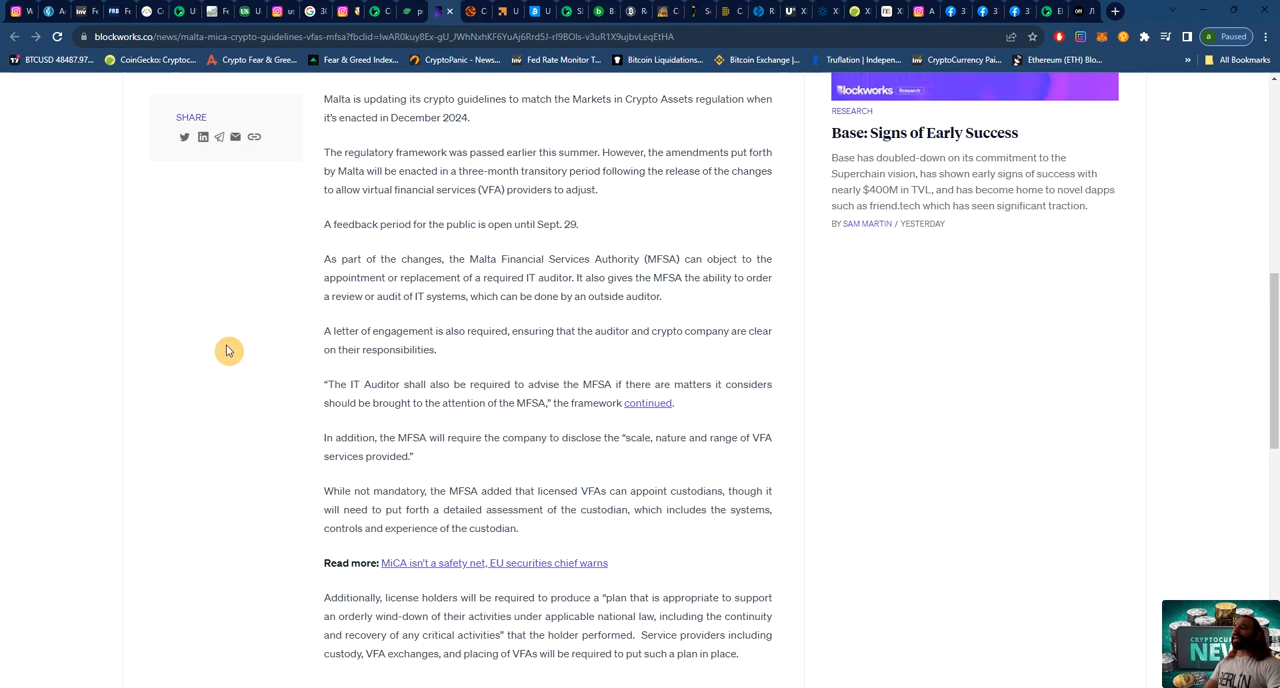 blockworks.co/news/malta-mica-crypto-guidelines-vfas-mfsa?fbclid=IwAR0kuy8Ex-gU_JWhNxhKF6YuAj6Rrd5J-rI9BOIs-v3uR1X9ujbvLeqEtHA
Paused
BTCUSD 48487.97...
CoinGecko: Cryptoc...
Crypto Fear & Gree...
Fear & Greed Index...
CryptoPanic - News...
Fed Rate Monitor T...
Bitcoin Liquidations...
Bitcoin Exchange |...
Truflation | Indepen...
CryptoCurrency Pai...
Ethereum (ETH) Blo...
All Bookmarks
SHARE
Malta is updating its crypto guidelines to match the Markets in Crypto Assets regulation when
it's enacted in December 2024.
The regulatory framework was passed earlier this summer. However, the amendments put forth
by Malta will be enacted in a three-month transitory period following the release of the changes
to allow virtual financial services (VFA) providers to adjust.
A feedback period for the public is open until Sept. 29.
As part of the changes, the Malta Financial Services Authority (MFSA) can object to the
appointment or replacement of a required IT auditor. It also gives the MFSA the ability to order
a review or audit of IT systems, which can be done by an outside auditor.
A letter of engagement is also required, ensuring that the auditor and crypto company are clear
on their responsibilities.
“The IT Auditor shall also be required to advise the MFSA if there are matters it considers
should be brought to the attention of the MFSA,” the framework continued.
In addition, the MFSA will require the company to disclose the “scale, nature and range of VFA
services provided.”
While not mandatory, the MFSA added that licensed VFAs can appoint custodians, though it
will need to put forth a detailed assessment of the custodian, which includes the systems,
controls and experience of the custodian.
Read more: MiCA isn't a safety net, EU securities chief warns
Additionally, license holders will be required to produce a “plan that is appropriate to support
an orderly wind-down of their activities under applicable national law, including the continuity
and recovery of any critical activities” that the holder performed. Service providers including
custody, VFA exchanges, and placing of VFAs will be required to put such a plan in place.
Blockworks Research
RESEARCH
Base: Signs of Early Success
Base has doubled-down on its commitment to the
Superchain vision, has shown early signs of success with
nearly $400M in TVL, and has become home to novel dapps
such as friend.tech which has seen significant traction.
BY SAM MARTIN / YESTERDAY